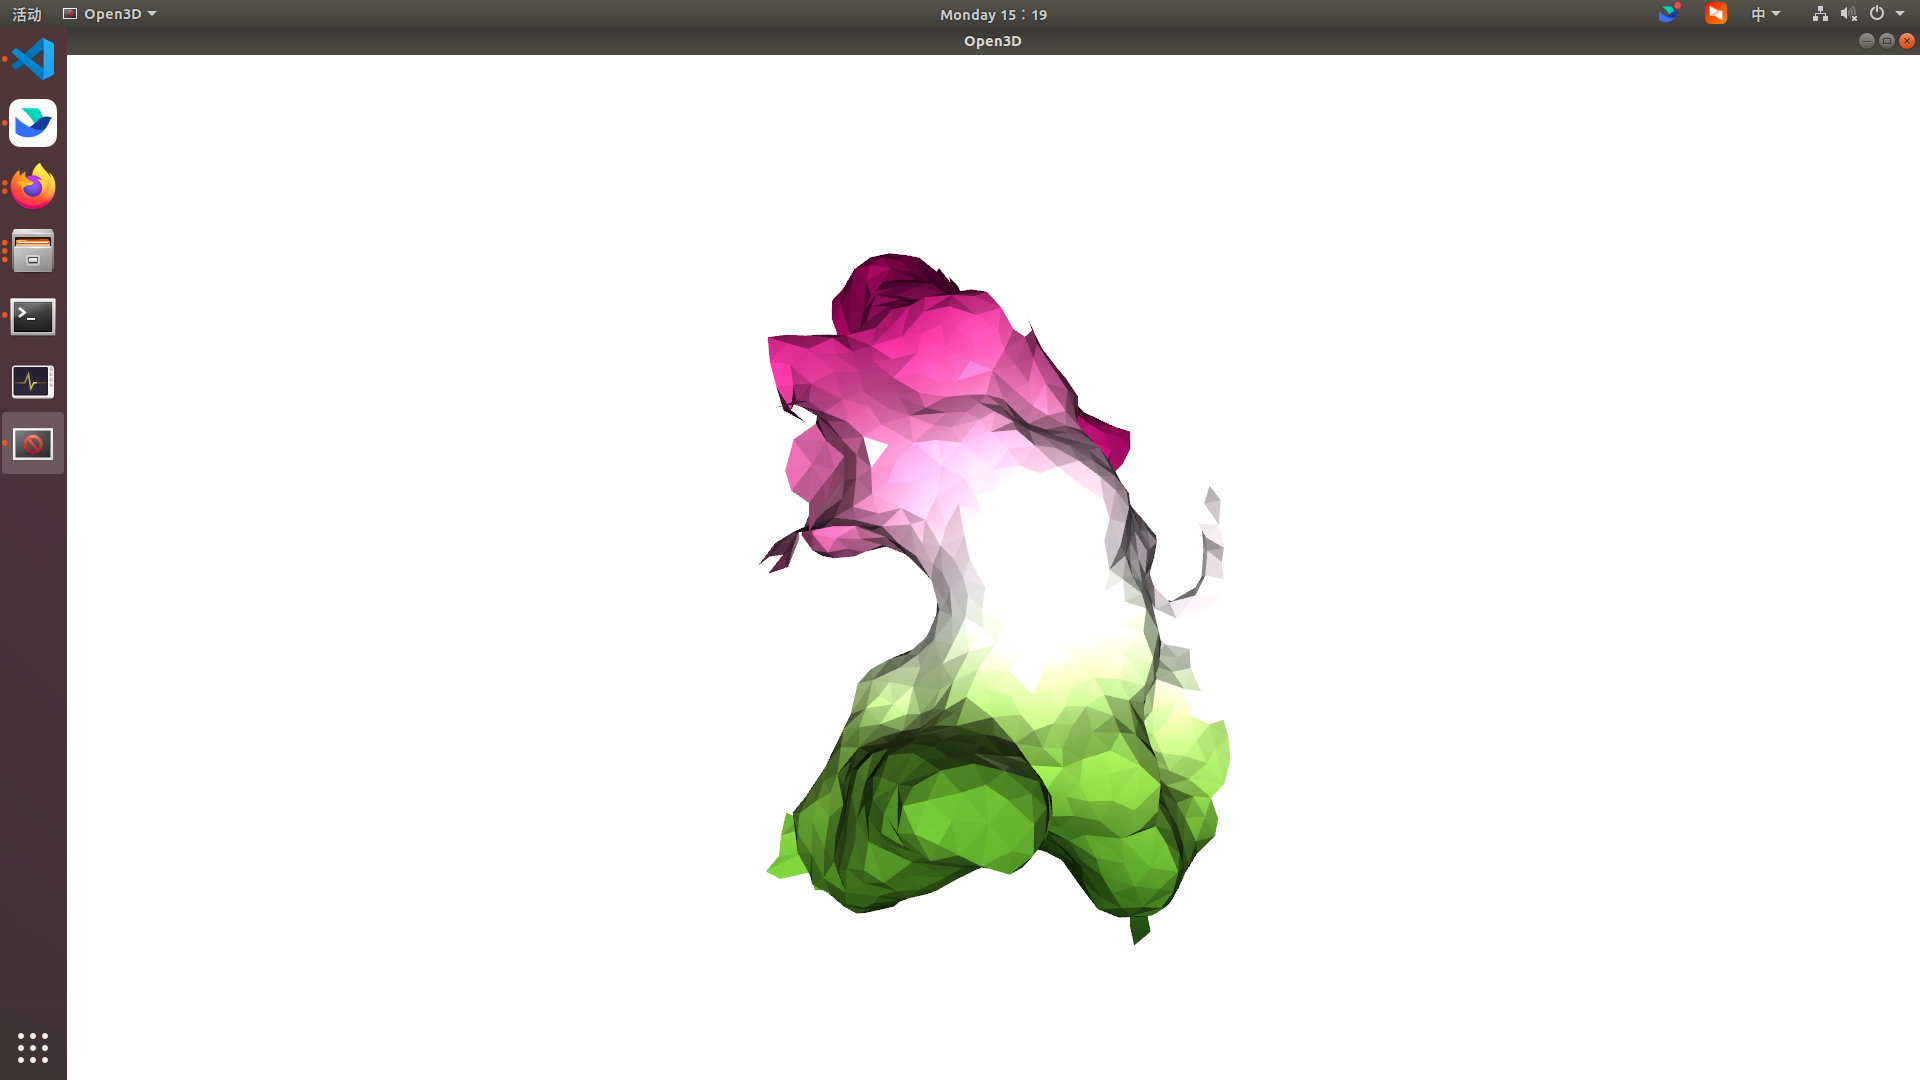 活动 Open3D Monday 15：19 中
Open3D
>_